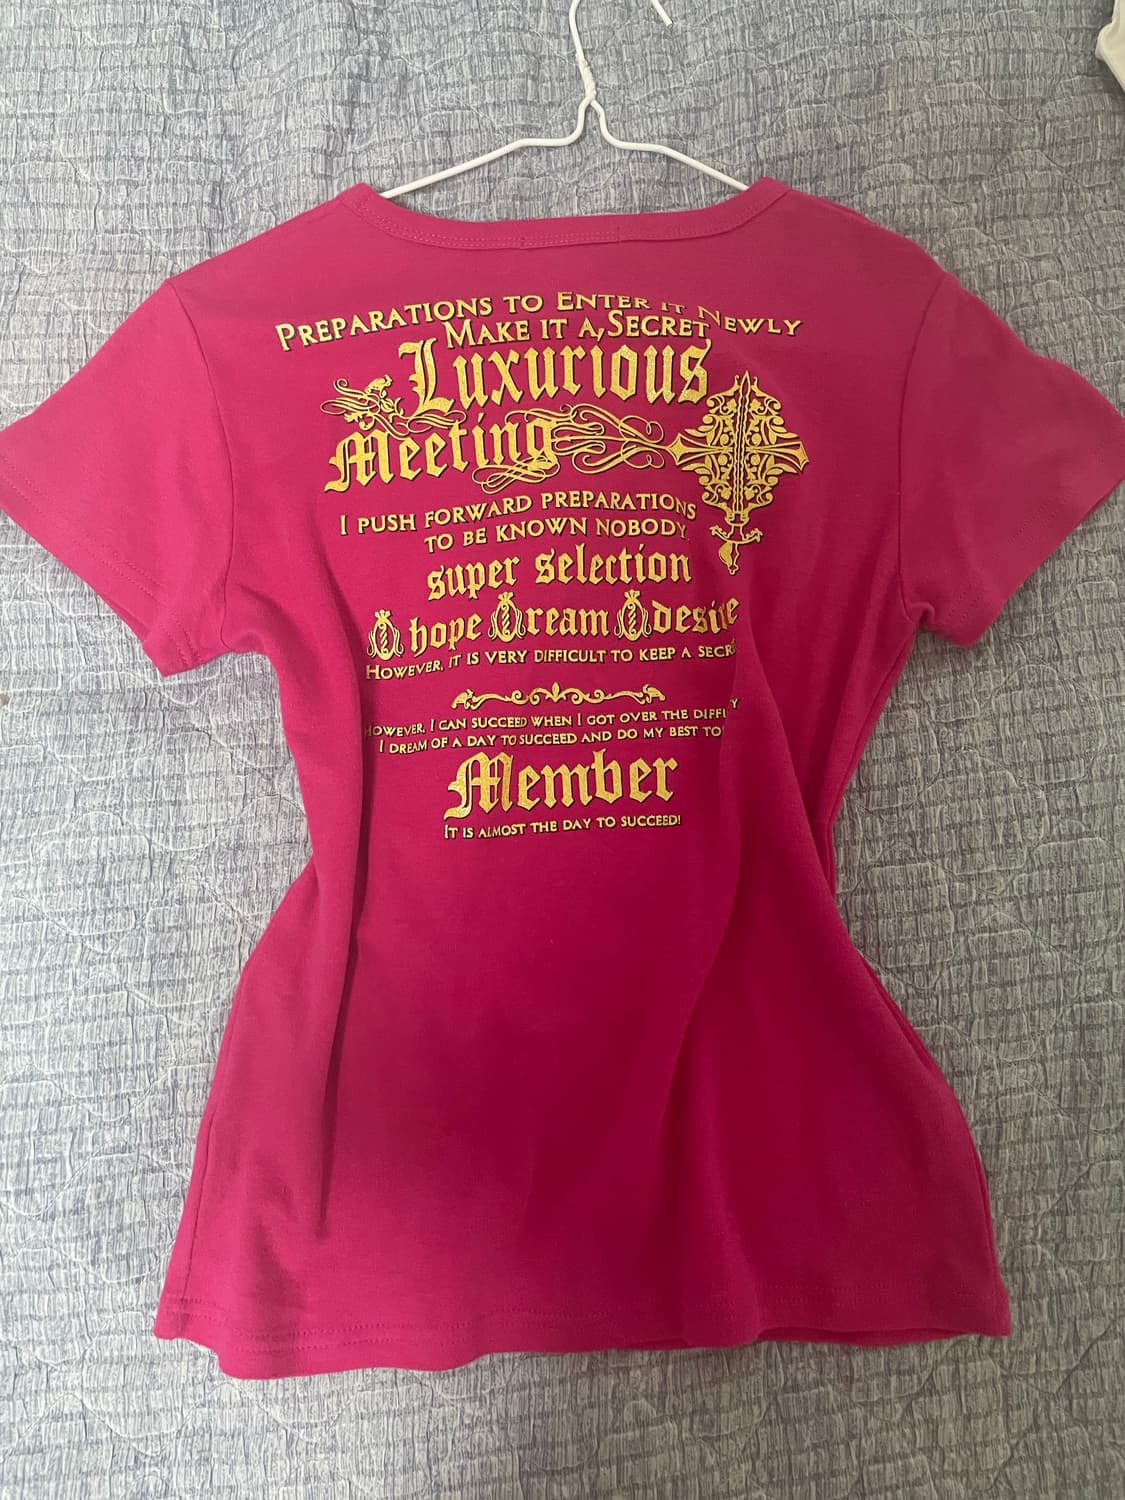 PREPARATIONS TO ENTER IT NEWLY
MAKE IT A, SECRET
Luxurious
Meeting
I PUSH FORWARD PREPARATIONS
TO BE KNOWN NOBODY
super selection
hope Dream desire
HOWEVER, IT IS VERY DIFFICULT TO KEEP A
HOWEVER, I CAN SUCCEED WHEN I GOT OVER THE
I DREAM OF A DAY TO SUCCEED AND DO MY BEST
Member
IT IS ALMOST THE DAY TO SUCCEED!